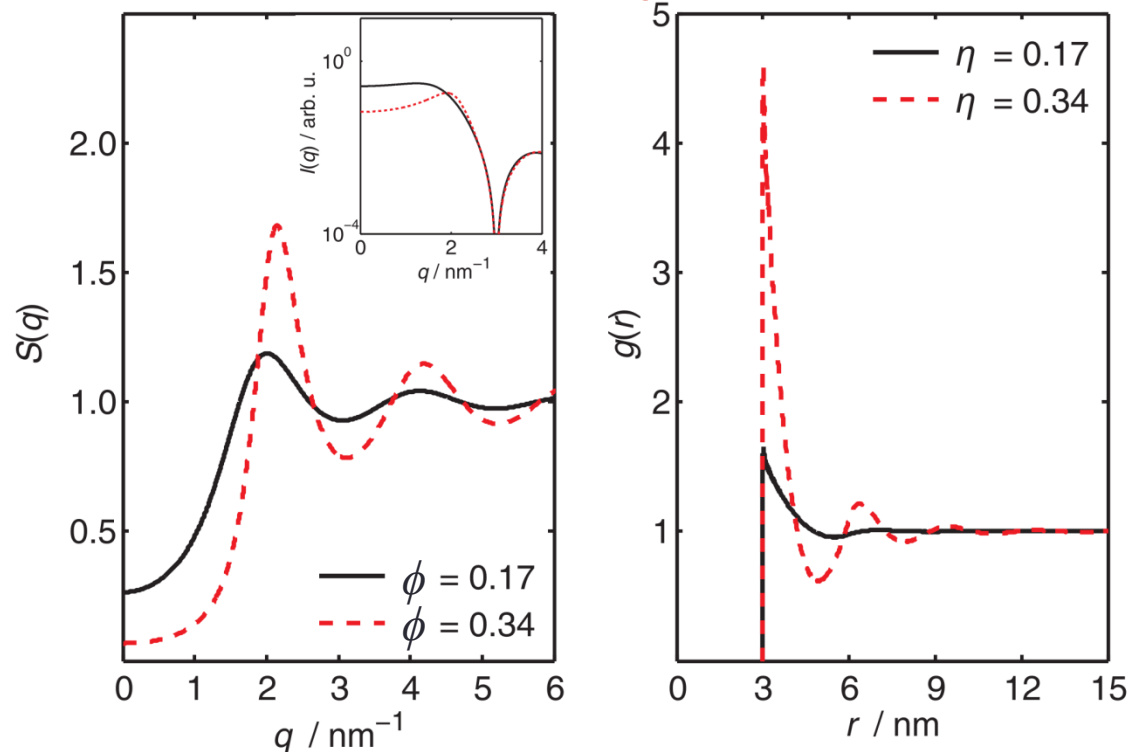 2.0
1.5
1.0
0.5
S(q)
0 1 2 3 4 5 6
q / nm⁻¹
ϕ = 0.17
ϕ = 0.34
10⁰
10⁻⁴
I(q) / arb. u.
0 2 4
q / nm⁻¹
5
4
3
2
1
g(r)
0 3 6 9 12 15
r / nm
η = 0.17
η = 0.34